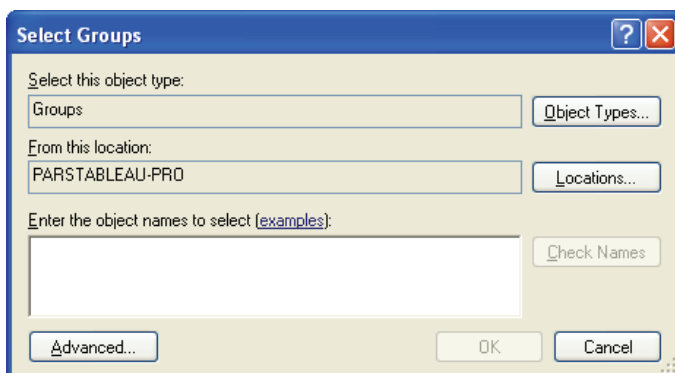 Select Groups
Select this object type:
Groups
Object Types...
From this location:
PARSTABLEAU-PRO
Locations...
Enter the object names to select (examples):
Check Names
Advanced...
OK
Cancel